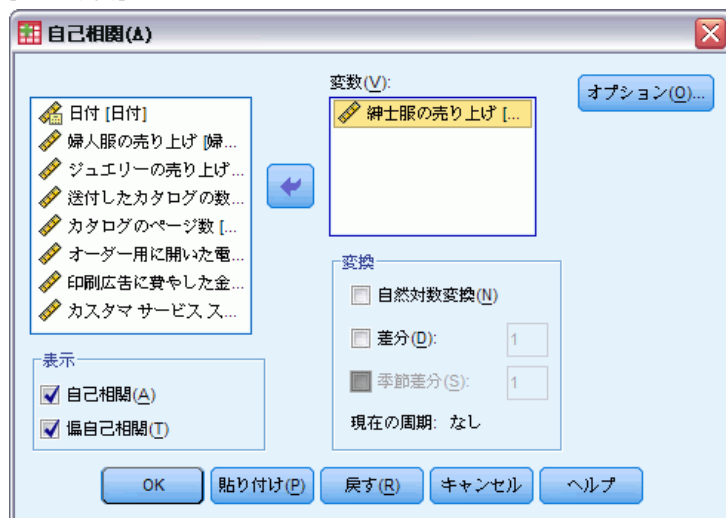 自己相関(A)
日付 [日付]
婦人服の売り上げ [婦...
ジュエリーの売り上げ...
送付したカタログの数...
カタログのページ数 [...
オーダー用に開いた電...
印刷広告に費やした金...
カスタマ サービス ス...
変数(V):
紳士服の売り上げ [...
オプション(O)...
表示
自己相関(A)
偏自己相関(T)
変換
自然対数変換(N)
差分(D): 1
季節差分(S): 1
現在の周期: なし
OK 貼り付け(P) 戻す(R) キャンセル ヘルプ